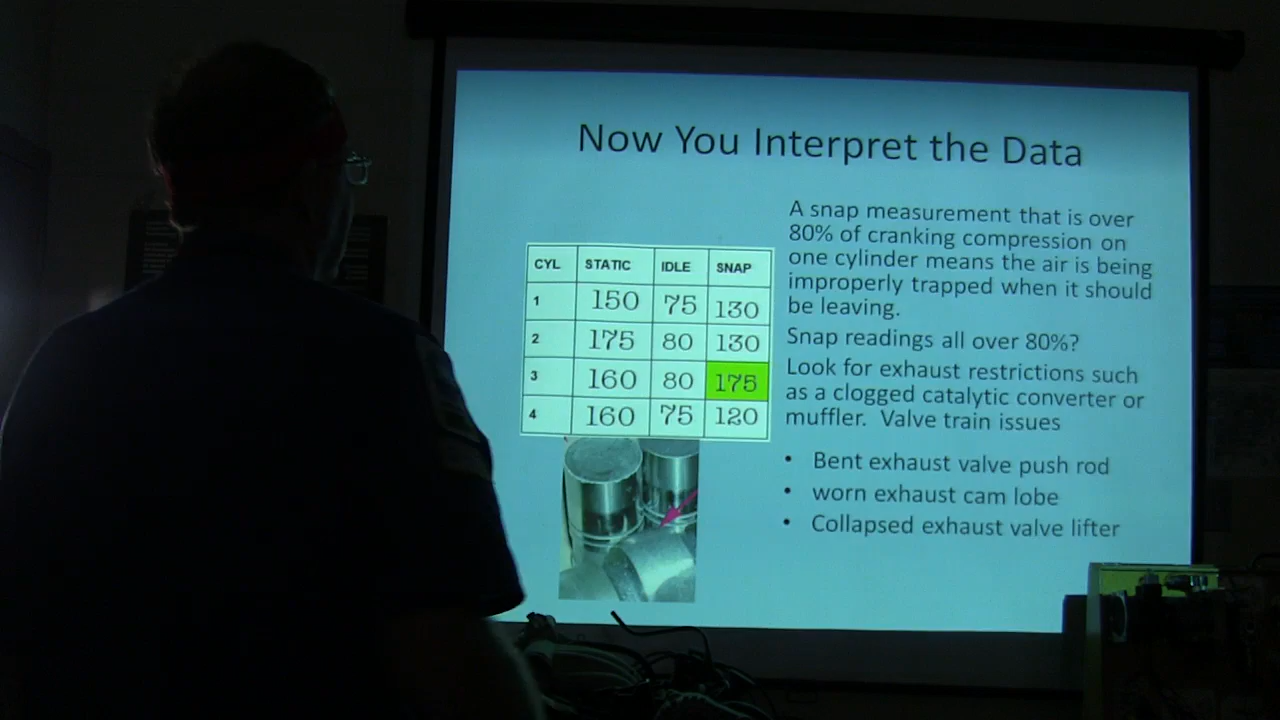 Now You Interpret the Data
CYL STATIC IDLE SNAP
1 150 75 130
2 175 80 130
3 160 80 175
4 160 75 120
A snap measurement that is over
80% of cranking compression on
one cylinder means the air is being
improperly trapped when it should
be leaving.
Snap readings all over 80%?
Look for exhaust restrictions such
as a clogged catalytic converter or
muffler. Valve train issues
• Bent exhaust valve push rod
• worn exhaust cam lobe
• Collapsed exhaust valve lifter